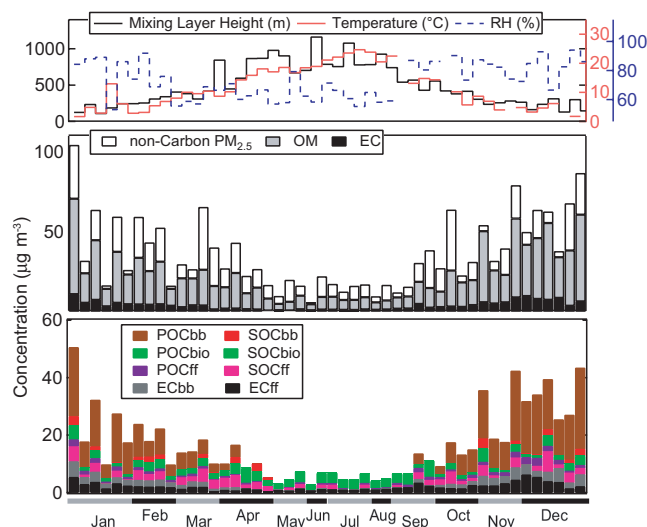 Mixing Layer Height (m) Temperature (°C) RH (%)
1000
500
0
30
20
10
0
100
80
60
non-Carbon PM2.5 OM EC
100
50
Concentration (μg m-3)
60
40
20
0
POCbb SOCbb
POCbio SOCbio
POCff SOCff
ECbb ECff
Jan Feb Mar Apr May Jun Jul Aug Sep Oct Nov Dec